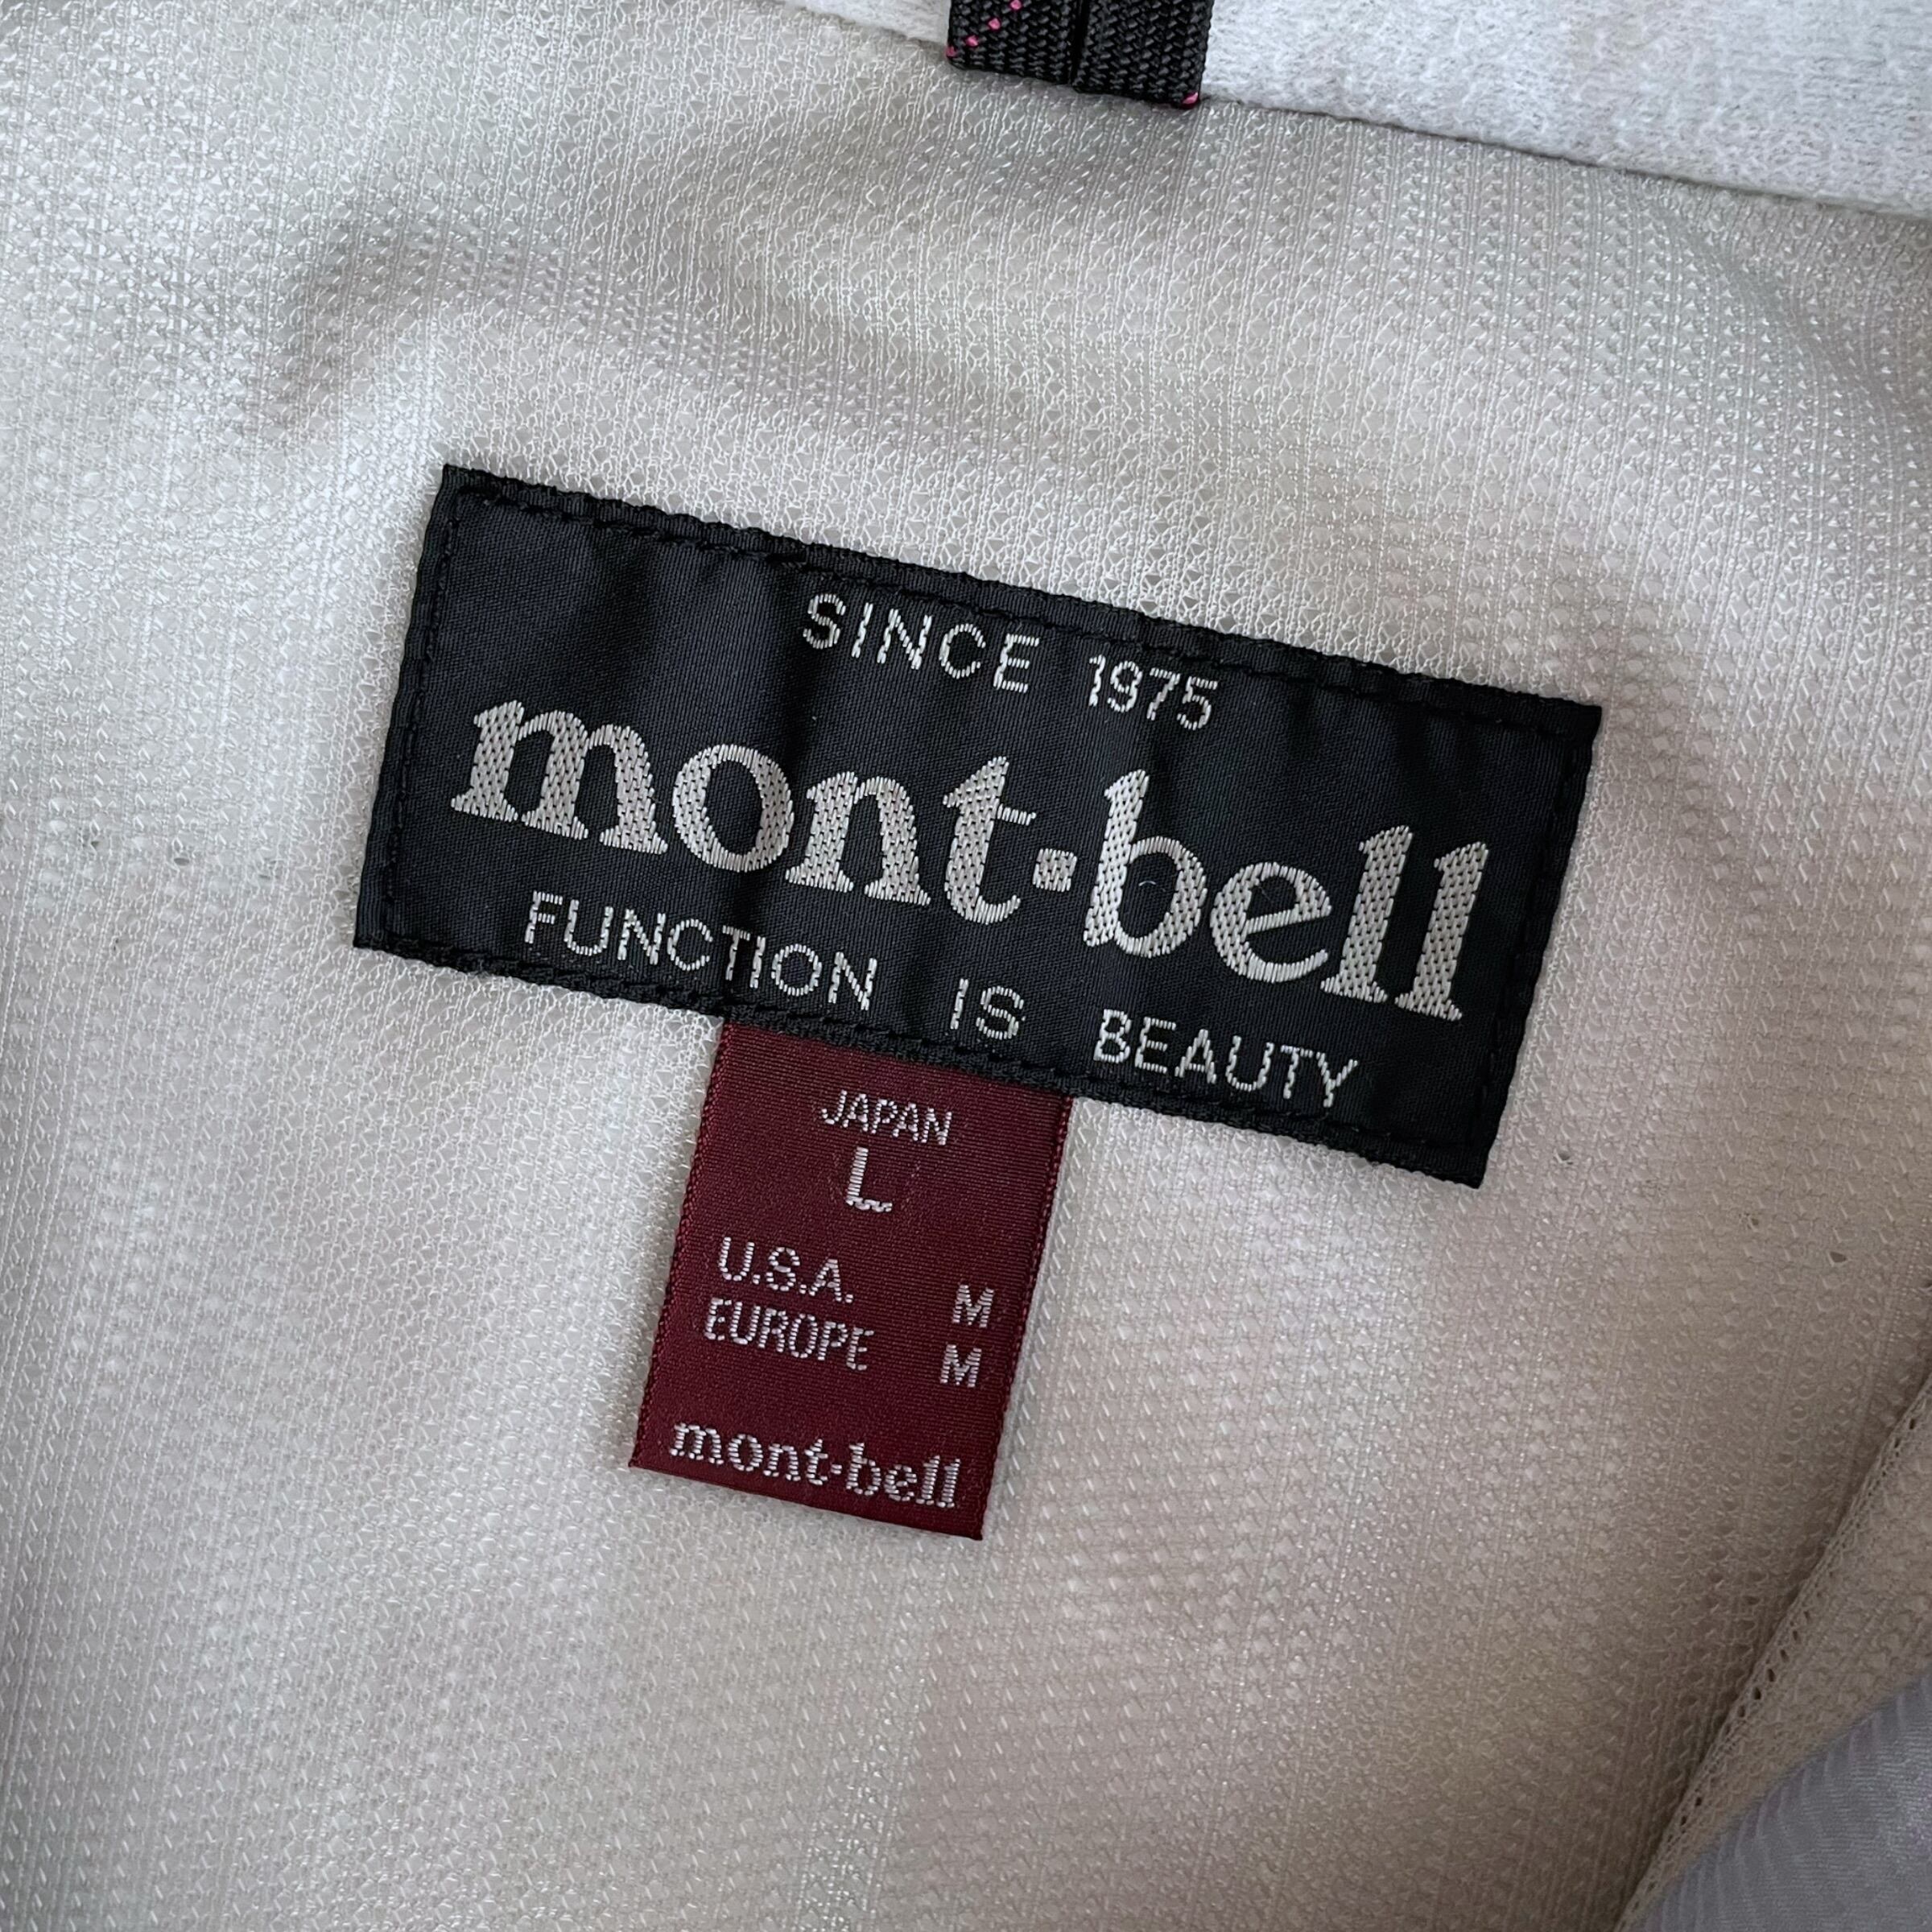 SINCE 1975
mont-bell
FUNCTION IS BEAUTY
JAPAN
L
U.S.A. M
EUROPE M
mont-bell